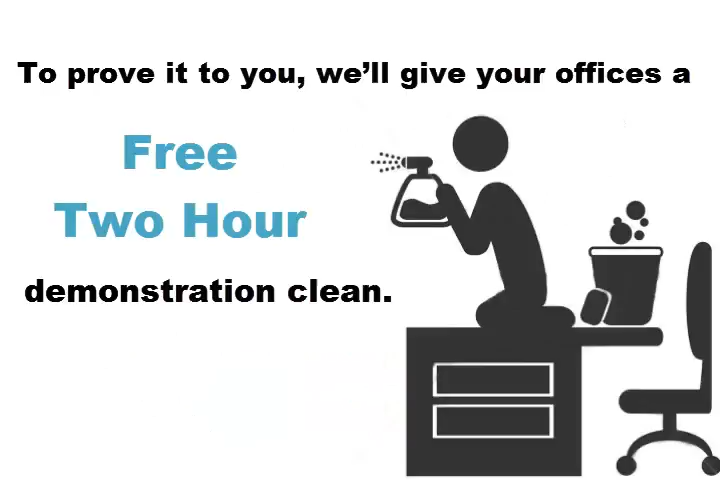 To prove it to you, we’ll give your offices a
Free
Two Hour
demonstration clean.